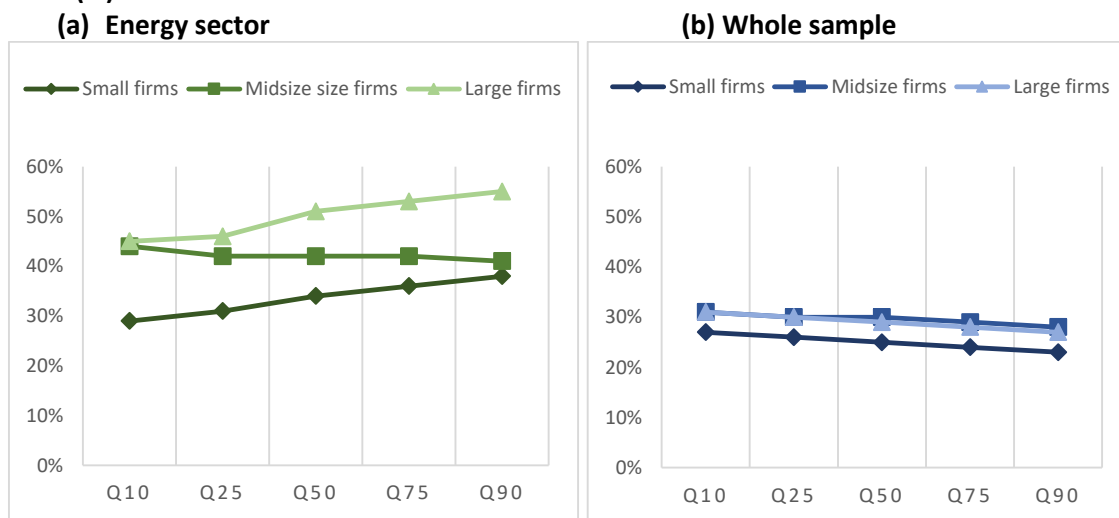 (a) Energy sector
(b) Whole sample
Small firms Midsize size firms Large firms
60%
50%
40%
30%
20%
10%
0%
Q10 Q25 Q50 Q75 Q90
Small firms Midsize firms Large firms
60%
50%
40%
30%
20%
10%
0%
Q10 Q25 Q50 Q75 Q90